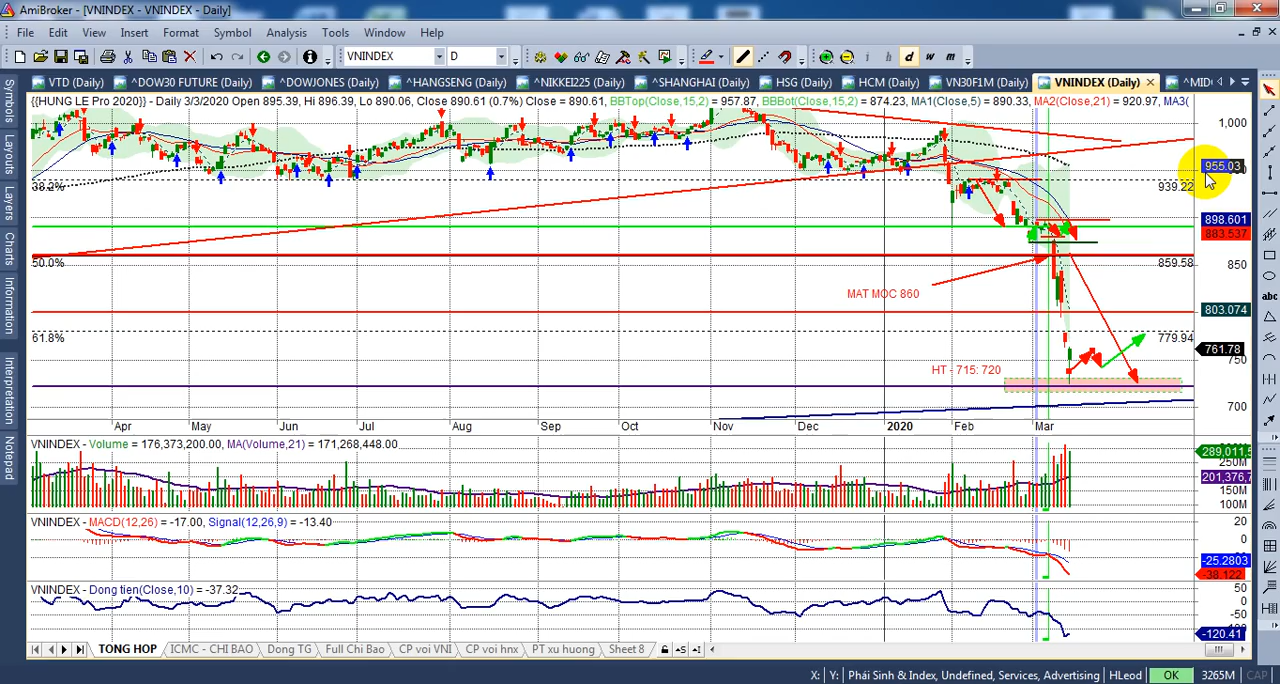 AmiBroker - [VNINDEX - VNINDEX - Daily]
File Edit View Insert Format Symbol Analysis Tools Window Help
VNINDEX D d w m
VTD (Daily) ^DOW30 FUTURE (Daily) ^DOWJONES (Daily) ^HANGSENG (Daily) ^NIKKEI225 (Daily) ^SHANGHAI (Daily) HSG (Daily) HCM (Daily) VN30F1M (Daily) VNINDEX (Daily) ^MID
{{HUNG LE Pro 2020}} - Daily 3/3/2020 Open 895.39, Hi 896.39, Lo 890.06, Close 890.61 (0.7%) Close = 890.61, BBTop(Close,15,2) = 957.87, BBBot(Close,15,2) = 874.23, MA1(Close,5) = 890.33, MA2(Close,21) = 920.97, MA3(
1,000
955.03
38.2%
939.22
898.601
883.537
50.0%
859.58
850
MAT MOC 860
803.074
61.8%
779.94
761.78
750
HT - 715: 720
700
Apr May Jun Jul Aug Sep Oct Nov Dec 2020 Feb Mar
VNINDEX - Volume = 176,373,200.00, MA(Volume,21) = 171,268,448.00
289,011,5
250M
201,376,7
150M
100M
VNINDEX - MACD(12,26) = -17.00, Signal(12,26,9) = -13.40
20
0
-25.2803
-38.122
VNINDEX - Dong tien(Close,10) = -37.32
50
0
-50
-120.41
TONG HOP ICMC - CHI BAO Dong TG Full Chi Bao CP voi VNI CP voi hnx PT xu huong Sheet 8
X: Y: Phái Sinh & Index, Undefined, Services, Advertising HLeod OK 3265M CAP
Symbols
Layouts
Layers
Charts
Information
Interpretation
Notepad
abc